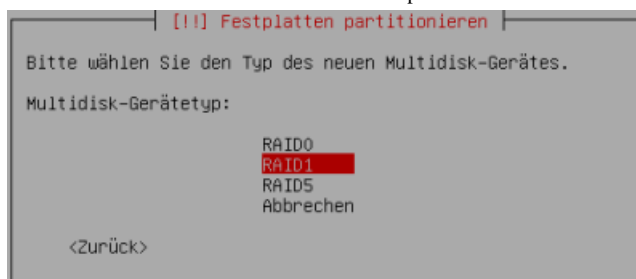 [!!] Festplatten partitionieren
Bitte wählen Sie den Typ des neuen Multidisk-Gerätes.
Multidisk-Gerätetyp:
RAID0
RAID1
RAID5
Abbrechen
<Zurück>